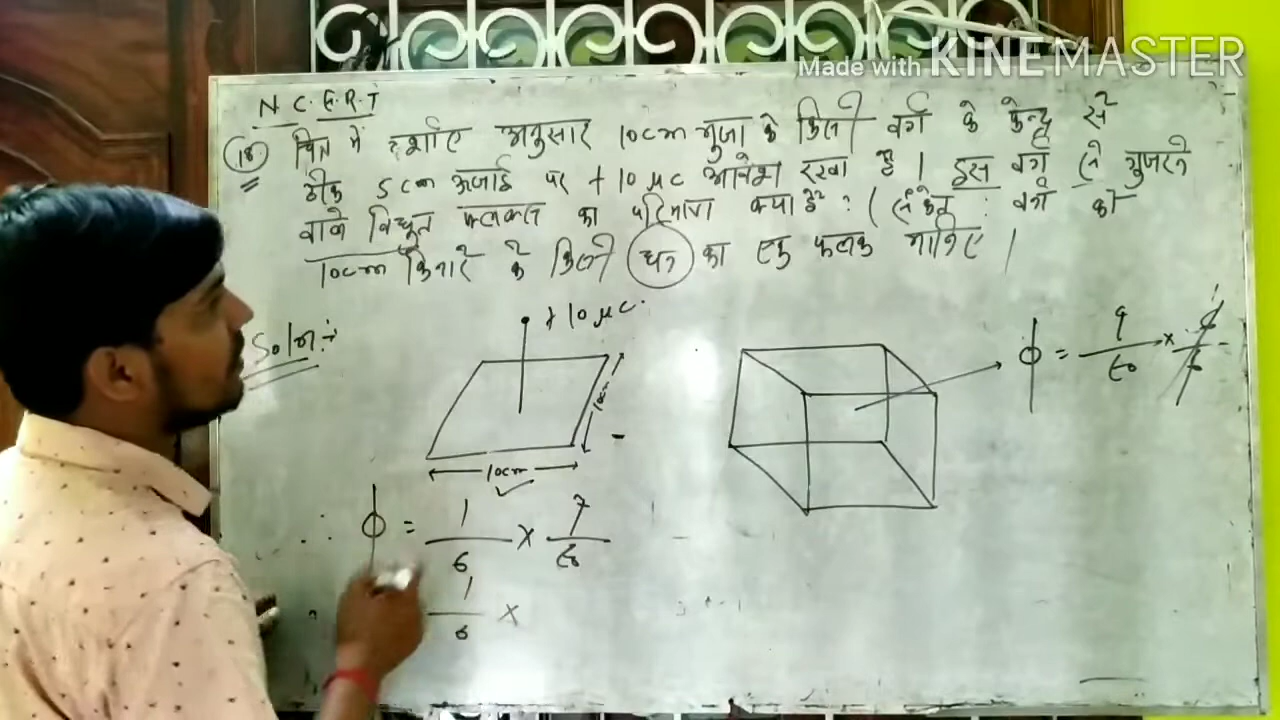 Made with KINEMASTER
N.C.E.R.T
18. चित्र में दर्शाए अनुसार 10cm भुजा के किसी वर्ग के केन्द्र से
ठीक 5cm ऊंचाई पर +10 μC आवेश रखा है। इस वर्ग से गुजरने
वाले विद्युत फ्लक्स का परिमाण क्या है? (संकेत : वर्ग को
10cm किनारे के किसी घन का एक फलक मानिए।
Soln:-
+10 μC.
10cm
10cm
ϕ = q/ε0 ×
∴ ϕ = 1/6 × q/ε0
1/6 ×